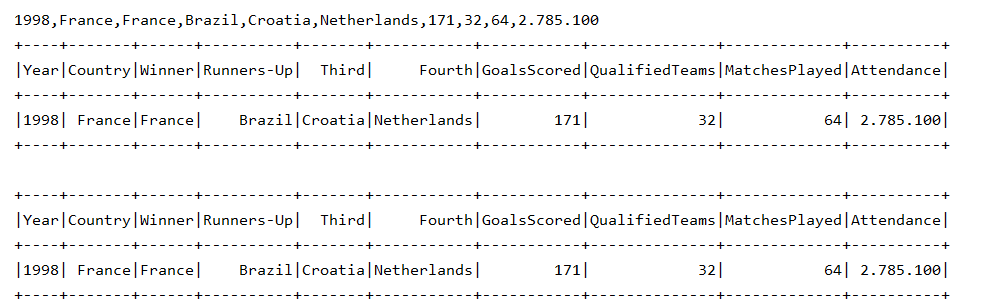 1998,France,France,Brazil,Croatia,Netherlands,171,32,64,2.785.100
+----+-------+------+----------+-------+-----------+-----------+--------------+-------------+----------+
|Year|Country|Winner|Runners-Up|  Third|     Fourth|GoalsScored|QualifiedTeams|MatchesPlayed|Attendance|
+----+-------+------+----------+-------+-----------+-----------+--------------+-------------+----------+
|1998| France|France|    Brazil|Croatia|Netherlands|        171|            32|           64| 2.785.100|
+----+-------+------+----------+-------+-----------+-----------+--------------+-------------+----------+
+----+-------+------+----------+-------+-----------+-----------+--------------+-------------+----------+
|Year|Country|Winner|Runners-Up|  Third|     Fourth|GoalsScored|QualifiedTeams|MatchesPlayed|Attendance|
+----+-------+------+----------+-------+-----------+-----------+--------------+-------------+----------+
|1998| France|France|    Brazil|Croatia|Netherlands|        171|            32|           64| 2.785.100|
+----+-------+------+----------+-------+-----------+-----------+--------------+-------------+----------+